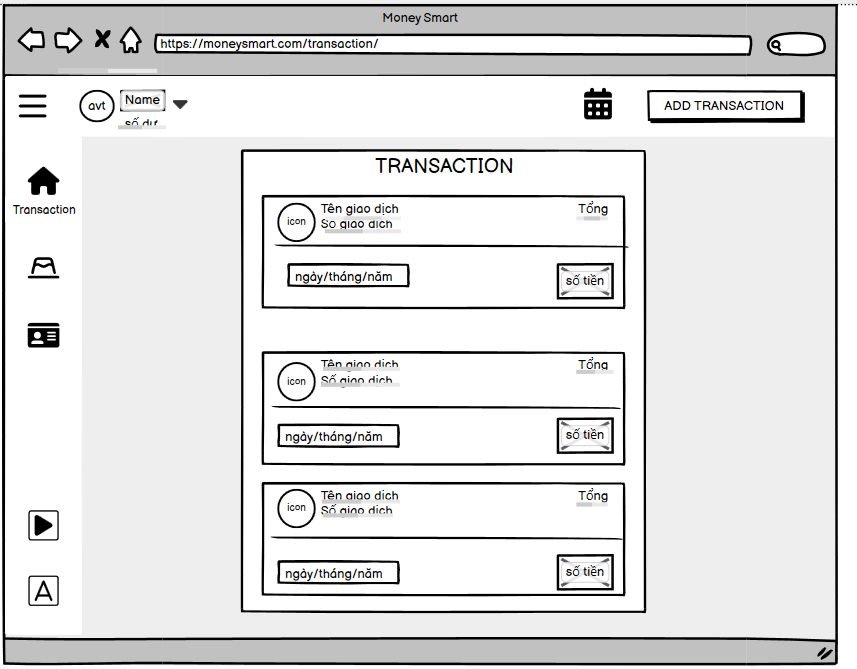 Money Smart
https://moneysmart.com/transaction/
avt
Name
số dư
ADD TRANSACTION
Transaction
A
TRANSACTION
icon
Tên giao dịch
Số giao dịch
Tổng
ngày/tháng/năm
số tiền
icon
Tên giao dịch
Số giao dịch
Tổng
ngày/tháng/năm
số tiền
icon
Tên giao dịch
Số giao dịch
Tổng
ngày/tháng/năm
số tiền